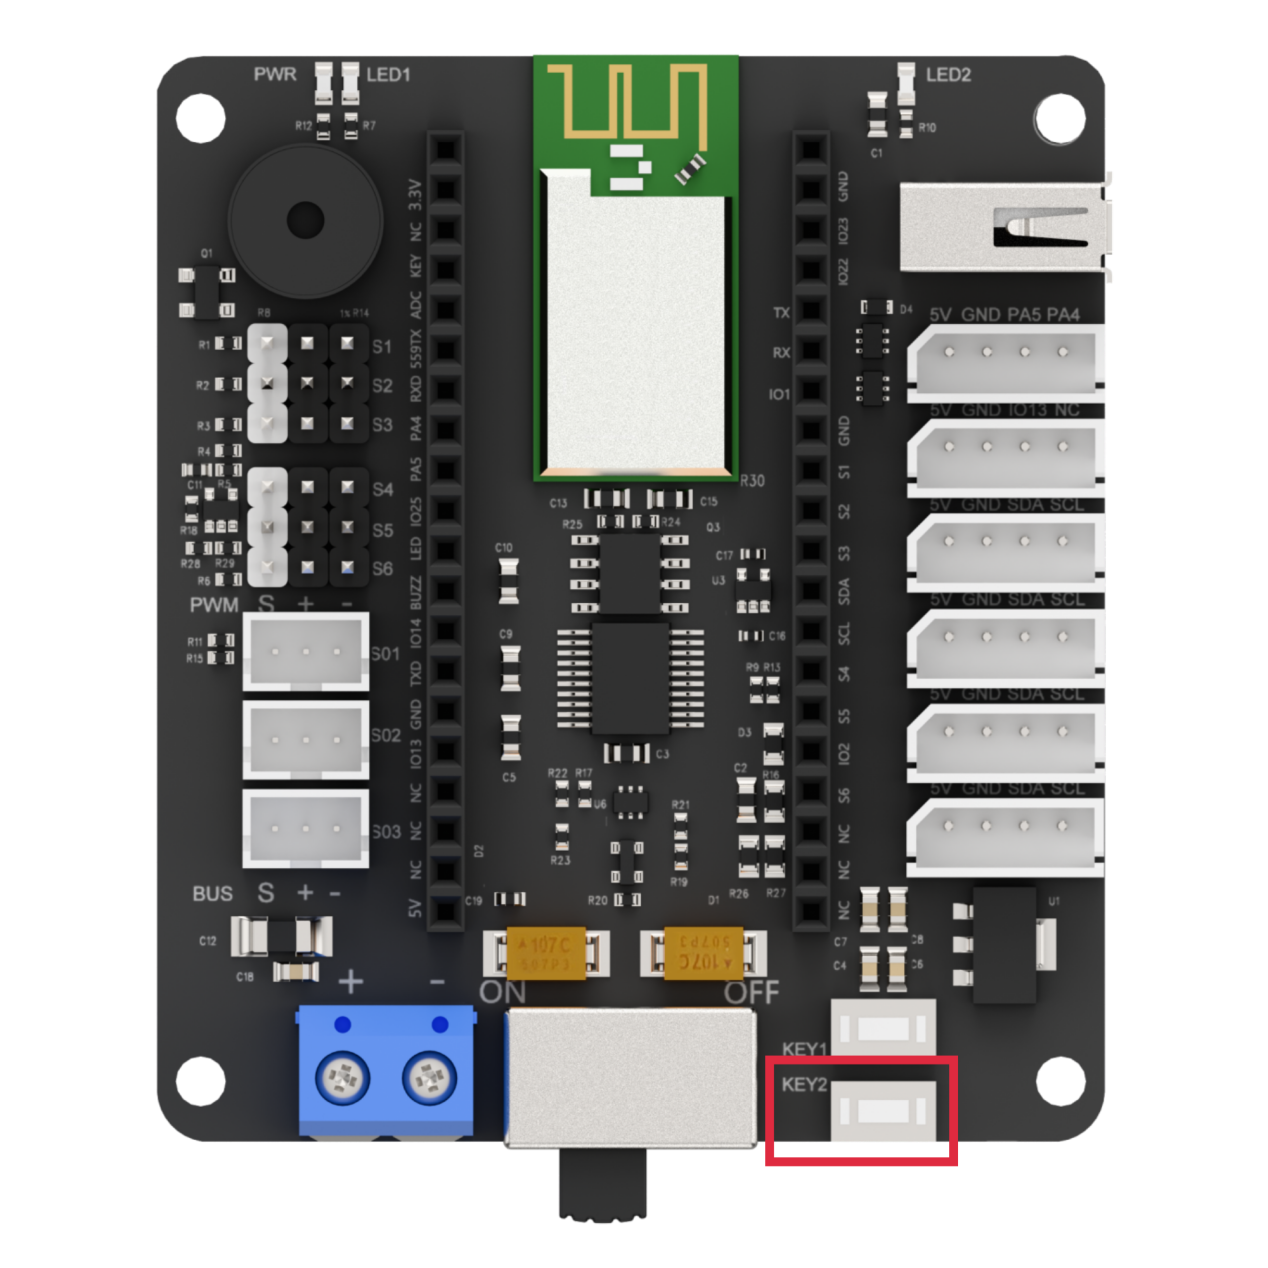 PWR
LED1
LED2
R12
R7
C1
R10
Q1
R8
1%
R14
R1
S1
R2
S2
R3
S3
R4
C11
R5
S4
R18
S5
R28
R29
R6
S6
PWM S + -
R11
R15
S01
S02
S03
BUS S + -
C12
C18
+ -
3.3V
NC
KEY
ADC
559TX
RXD
PA4
PA5
IO25
LED
BUZZ
IO14
TXD
GND
IO13
NC
NC
NC
5V
R30
C13
C15
R25
R24
Q3
C10
C17
U3
C9
C16
R9 R13
D3
C3
C5
R22 R17
C2
R16
U6
R21
R23
D2
R19
R26
R27
C19
R20
D1
107C
S07P3
107C
S07P3
ON
OFF
GND
IO23
IO22
TX
RX
IO1
GND
S1
S2
S3
SDA
SCL
S4
S5
IO2
S6
NC
NC
NC
D4
5V GND PA5 PA4
5V GND IO13 NC
5V GND SDA SCL
5V GND SDA SCL
5V GND SDA SCL
5V GND SDA SCL
U1
C7
C8
C4
C6
KEY1
KEY2